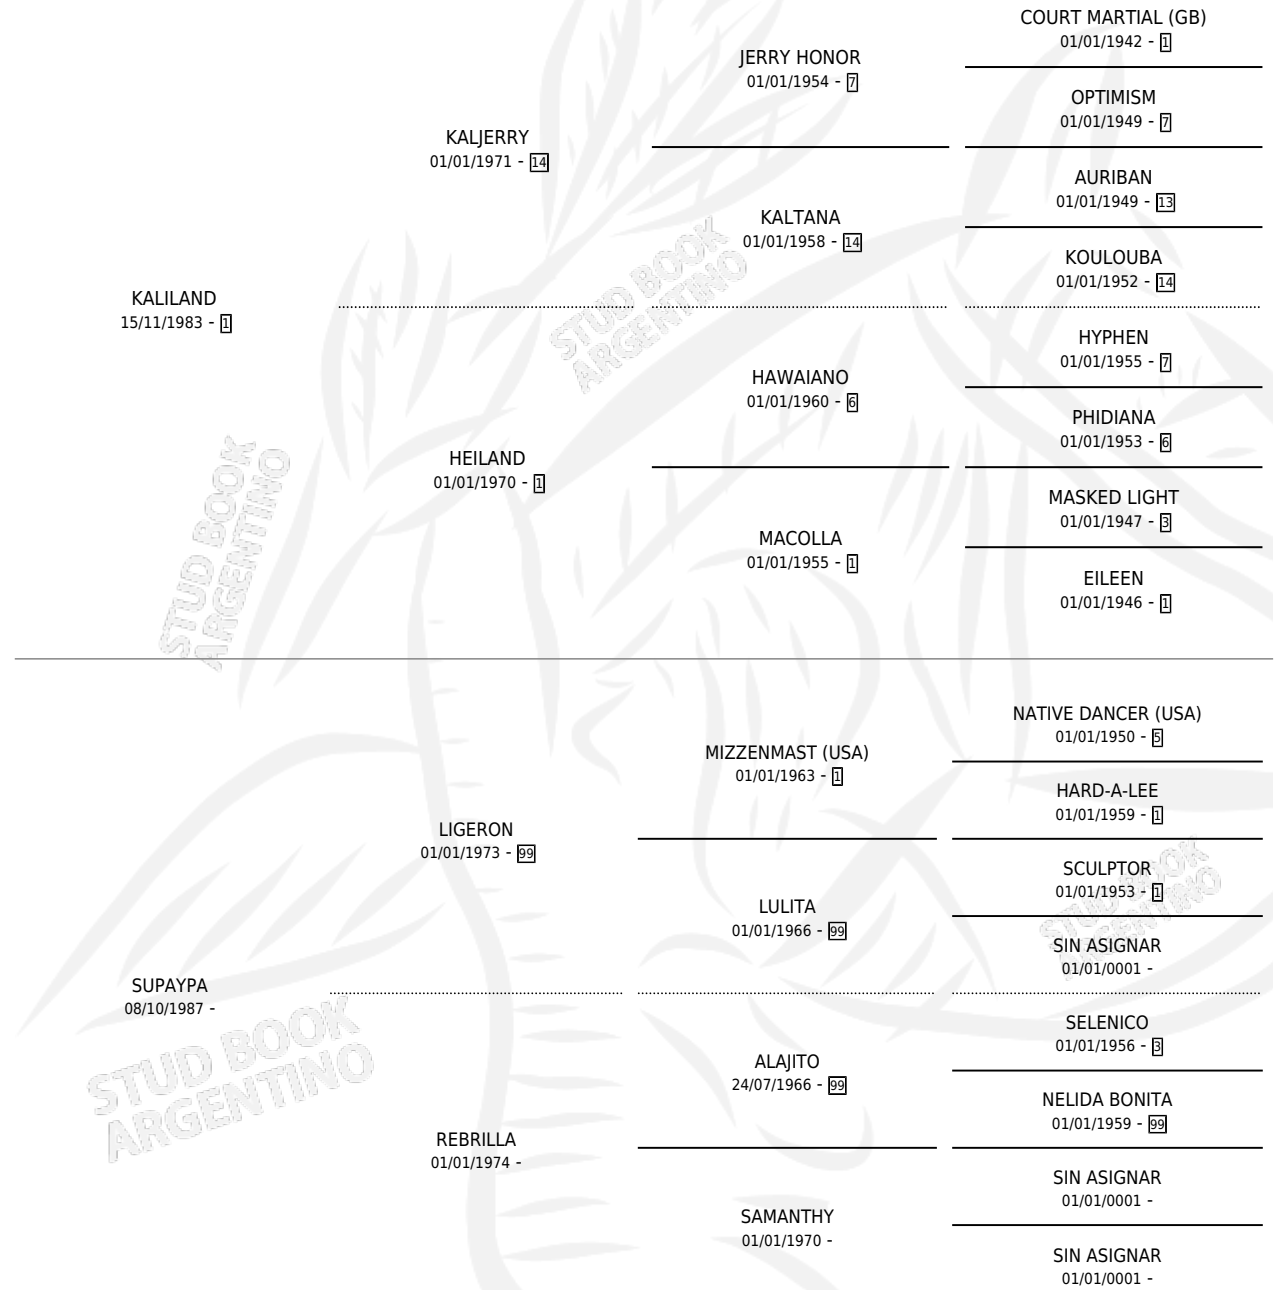 COURT MARTIAL (GB)
01/01/1942 - 1
JERRY HONOR
01/01/1954 - 7
OPTIMISM
01/01/1949 - 7
KALJERRY
01/01/1971 - 14
AURIBAN
01/01/1949 - 13
KALTANA
01/01/1958 - 14
KOULOUBA
01/01/1952 - 14
KALILAND
15/11/1983 - 1
HYPHEN
01/01/1955 - 7
HAWAIANO
01/01/1960 - 6
PHIDIANA
01/01/1953 - 6
HEILAND
01/01/1970 - 1
MASKED LIGHT
01/01/1947 - 3
MACOLLA
01/01/1955 - 1
EILEEN
01/01/1946 - 1
STUD BOOK
ARGENTINO
STUD BOOK
ARGENTINO
NATIVE DANCER (USA)
01/01/1950 - 5
MIZZENMAST (USA)
01/01/1963 - 1
HARD-A-LEE
01/01/1959 - 1
LIGERON
01/01/1973 - 99
SCULPTOR
01/01/1953 - 1
LULITA
01/01/1966 - 99
SIN ASIGNAR
01/01/0001 -
SUPAYPA
08/10/1987 -
SELENICO
01/01/1956 - 3
ALAJITO
24/07/1966 - 99
NELIDA BONITA
01/01/1959 - 99
REBRILLA
01/01/1974 -
SIN ASIGNAR
01/01/0001 -
SAMANTHY
01/01/1970 -
SIN ASIGNAR
01/01/0001 -
STUD BOOK
ARGENTINO
STUD BOOK
ARGENTINO